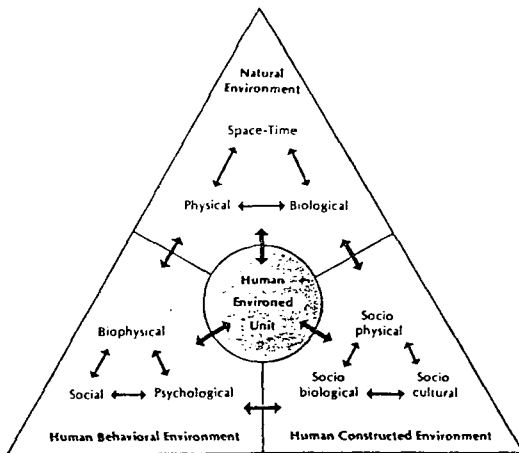 Natural
Environment
Space-Time
Physical
Biological
Human
Environed
Unit
Biophysical
Social
Psychological
Human Behavioral Environment
Socio
physical
Socio
biological
Socio
cultural
Human Constructed Environment